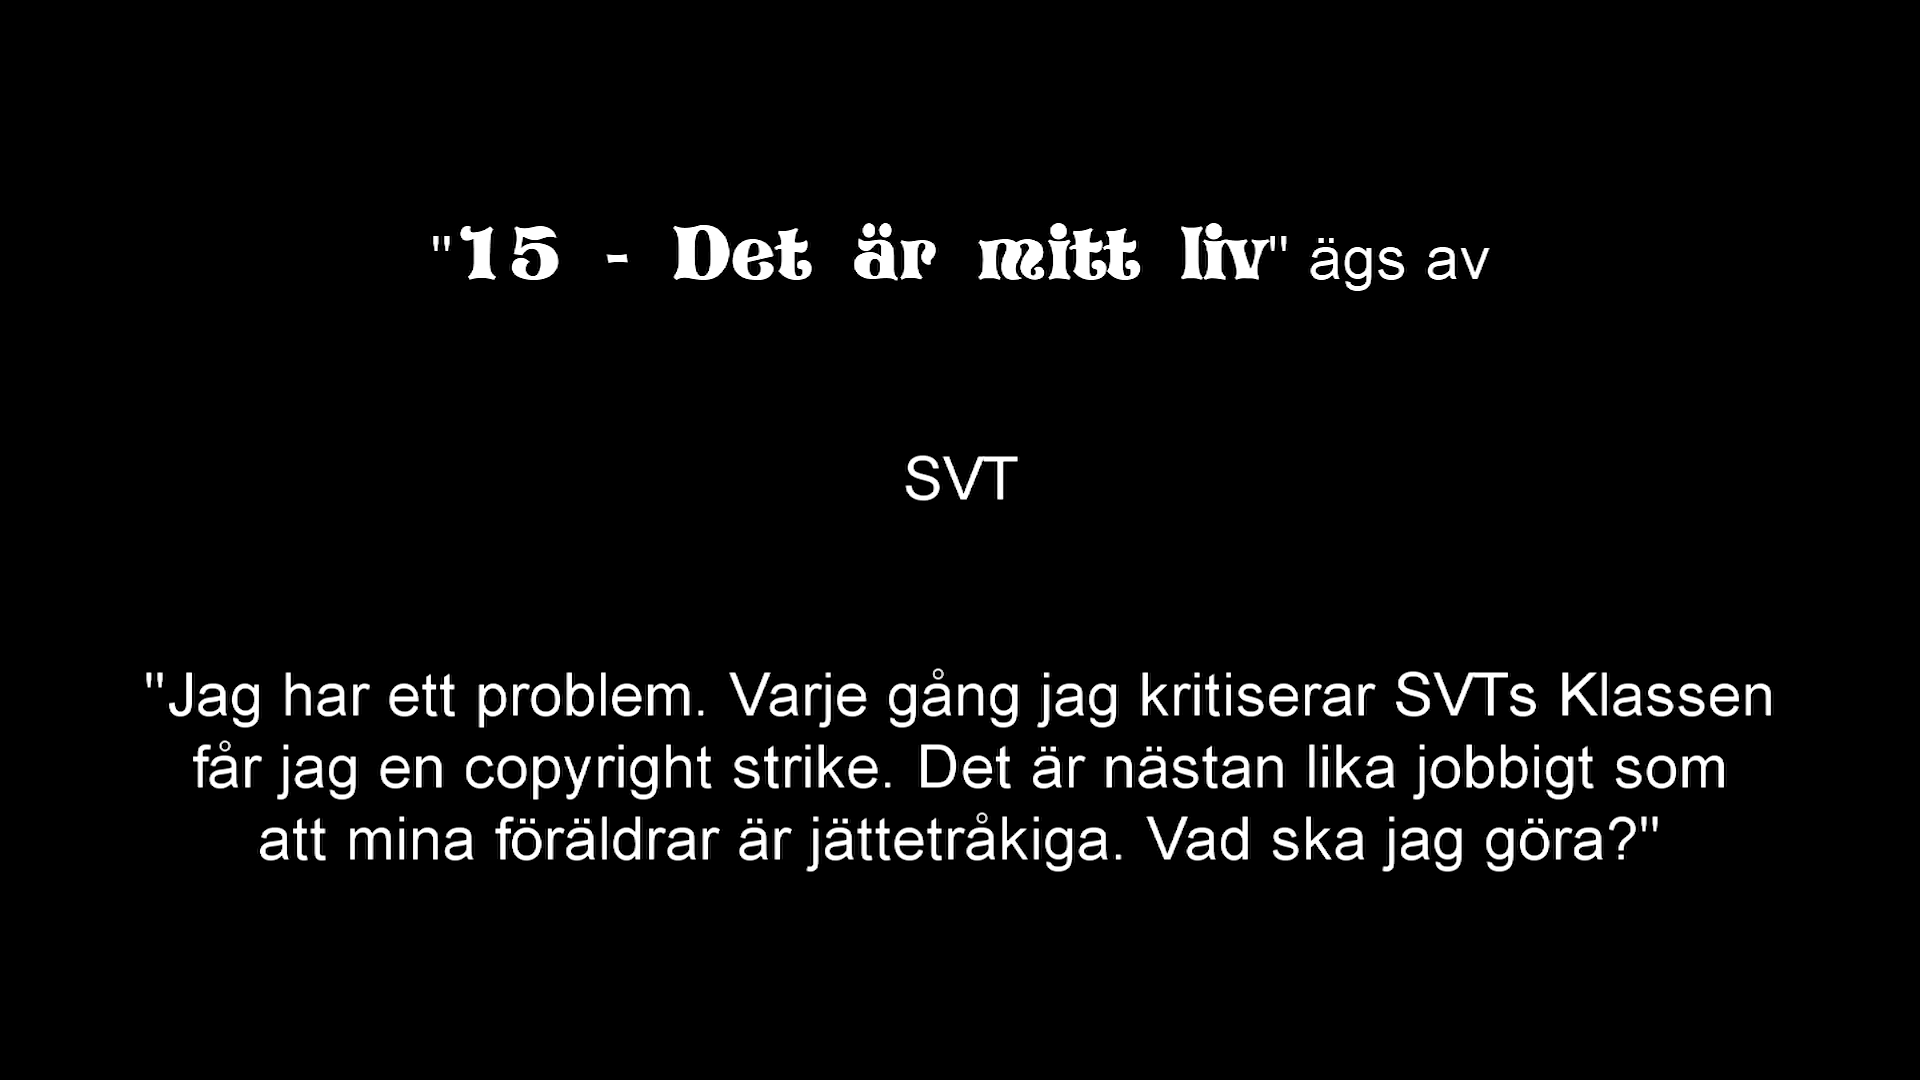 "15 - Det är mitt liv" ägs av
SVT
"Jag har ett problem. Varje gång jag kritiserar SVTs Klassen
får jag en copyright strike. Det är nästan lika jobbigt som
att mina föräldrar är jättetråkiga. Vad ska jag göra?"